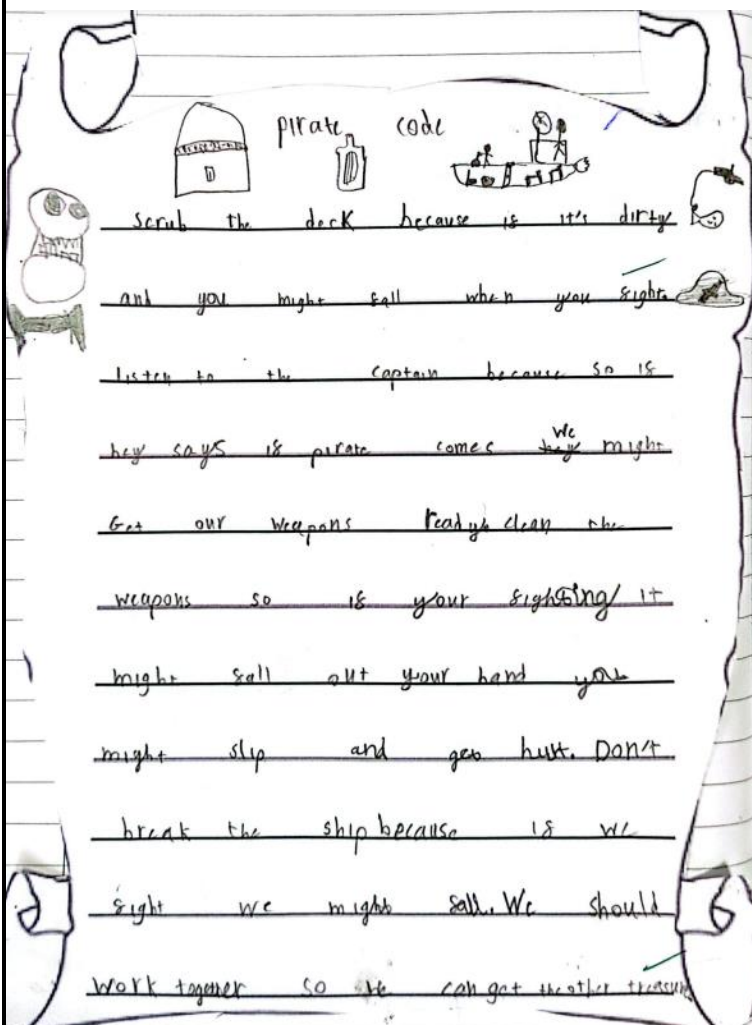 pirate code
scrub the deck because if it's dirty
and you might fall when you fight.
listen to the captain because so if
hey says if pirate comes we might
Get our weapons ready. clean the
weapons so if your fighting it
might fall out your hand you
might slip and get hurt. Don't
break the ship because if we
fight we might fall. We should
work together so we can get the other treasure.